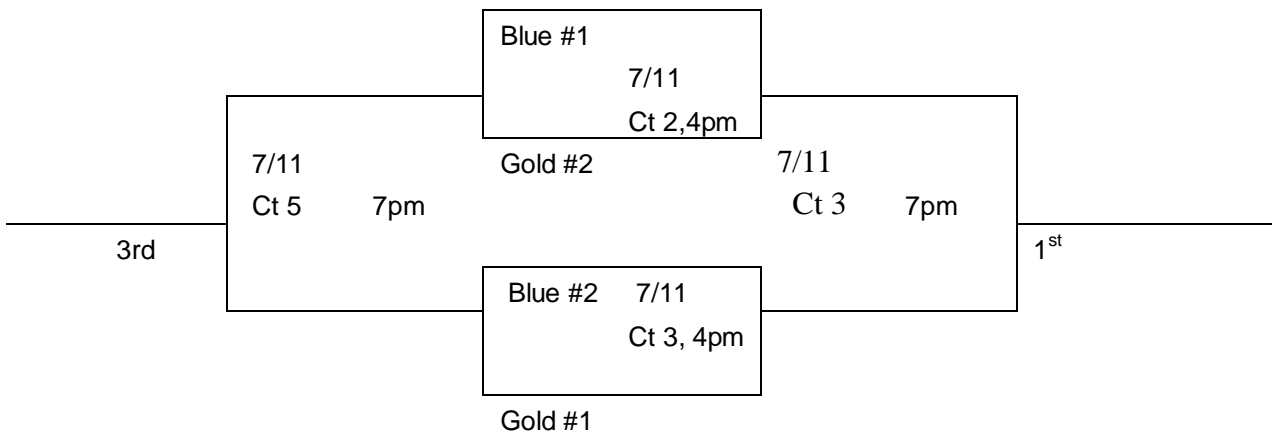 Blue #1
7/11
Ct 2,4pm
7/11
Gold #2
7/11
Ct 5
7pm
Ct 3
7pm
3rd
1st
Blue #2
7/11
Ct 3, 4pm
Gold #1